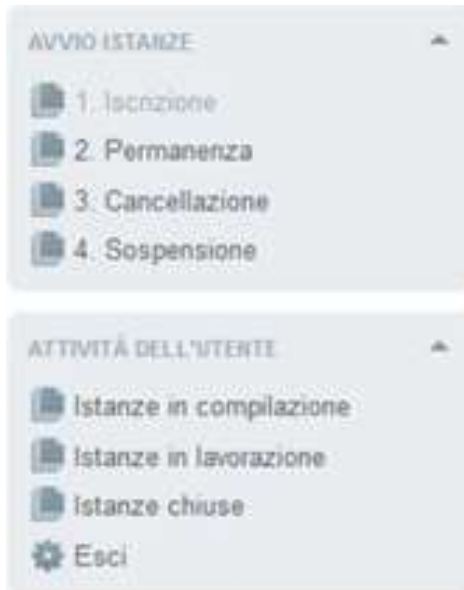 AVVIO ISTANZE
1. Iscrizione
2. Permanenza
3. Cancellazione
4. Sospensione
ATTIVITÀ DELL'UTENTE
Istanze in compilazione
Istanze in lavorazione
Istanze chiuse
Esci